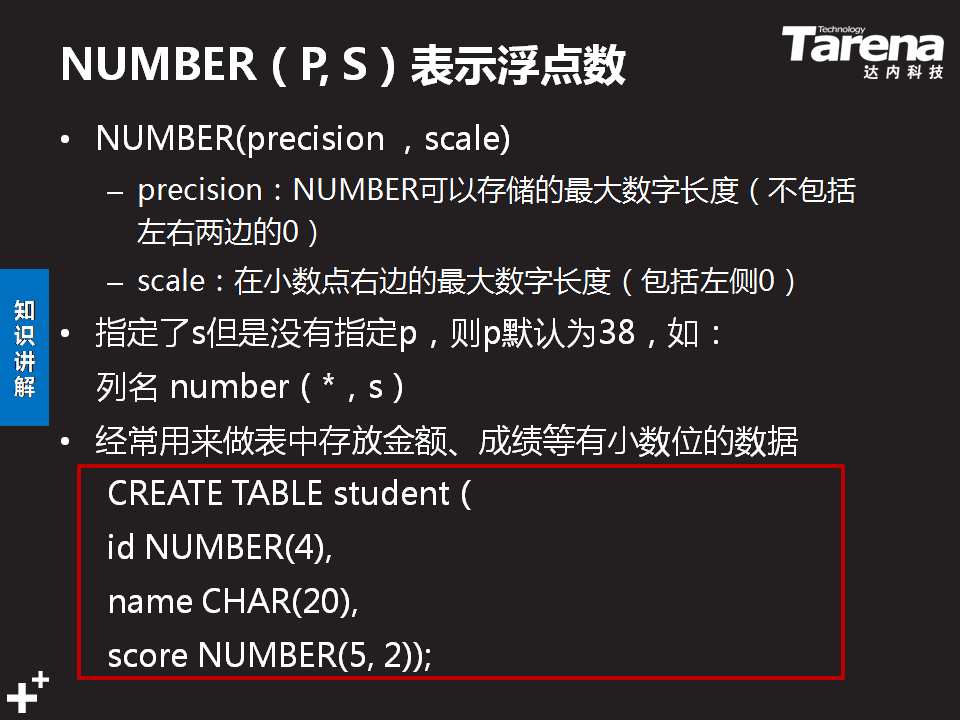 NUMBER（P, S）表示浮点数
Technology
Tarena
达内科技
• NUMBER(precision ，scale)
– precision：NUMBER可以存储的最大数字长度（不包括
左右两边的0）
– scale：在小数点右边的最大数字长度（包括左侧0）
• 指定了s但是没有指定p，则p默认为38，如：
列名 number（*，s）
• 经常用来做表中存放金额、成绩等有小数位的数据
CREATE TABLE student（
id NUMBER(4),
name CHAR(20),
score NUMBER(5, 2));
知识讲解